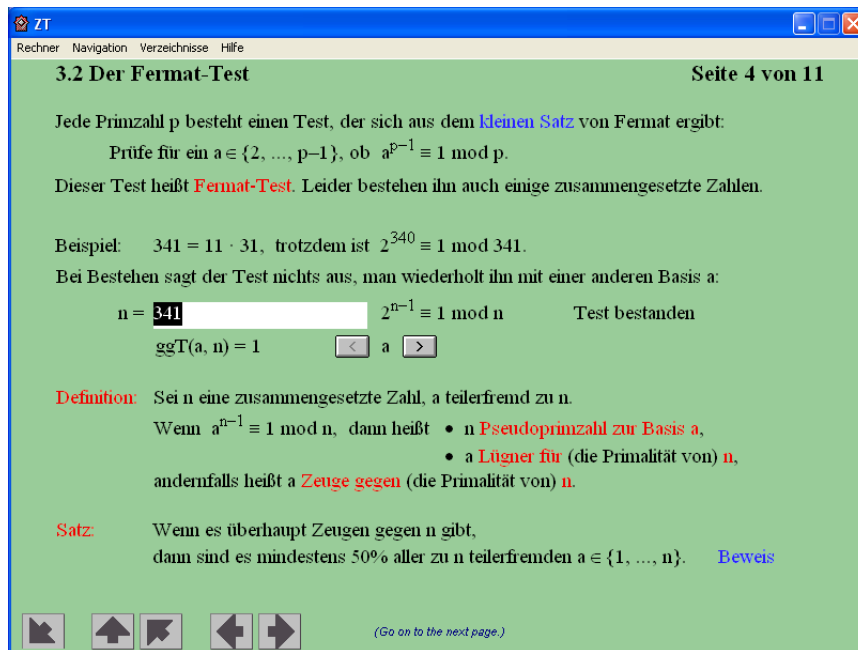 ZT
Rechner Navigation Verzeichnisse Hilfe
3.2 Der Fermat-Test Seite 4 von 11
Jede Primzahl p besteht einen Test, der sich aus dem kleinen Satz von Fermat ergibt:
Prüfe für ein a ∈ {2, ..., p−1}, ob a^{p−1} ≡ 1 mod p.
Dieser Test heißt Fermat-Test. Leider bestehen ihn auch einige zusammengesetzte Zahlen.
Beispiel: 341 = 11 · 31, trotzdem ist 2^{340} ≡ 1 mod 341.
Bei Bestehen sagt der Test nichts aus, man wiederholt ihn mit einer anderen Basis a:
n = 341 2^{n−1} ≡ 1 mod n Test bestanden
ggT(a, n) = 1 < a >
Definition: Sei n eine zusammengesetzte Zahl, a teilerfremd zu n.
Wenn a^{n−1} ≡ 1 mod n, dann heißt • n Pseudoprimzahl zur Basis a,
• a Lügner für (die Primalität von) n,
andernfalls heißt a Zeuge gegen (die Primalität von) n.
Satz: Wenn es überhaupt Zeugen gegen n gibt,
dann sind es mindestens 50% aller zu n teilerfremden a ∈ {1, ..., n}. Beweis
(Go on to the next page.)